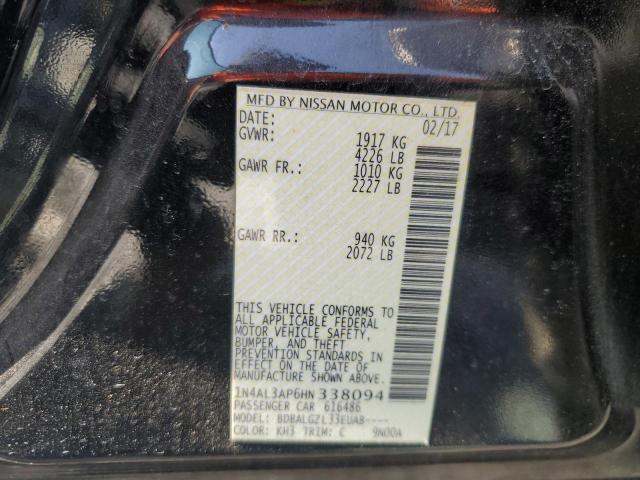 MFD BY NISSAN MOTOR CO., LTD.
DATE: 02/17
GVWR: 1917 KG
4226 LB
GAWR FR.: 1010 KG
2227 LB
GAWR RR.: 940 KG
2072 LB
THIS VEHICLE CONFORMS TO
ALL APPLICABLE FEDERAL
MOTOR VEHICLE SAFETY,
BUMPER, AND THEFT
PREVENTION STANDARDS IN
EFFECT ON THE DATE OF
MANUFACTURE SHOWN ABOVE.
1N4AL3AP6HN338094
PASSENGER CAR 616486
MODEL: BDBALGZL33EUA8----
COLOR: KH3 TRIM: C 9N00A